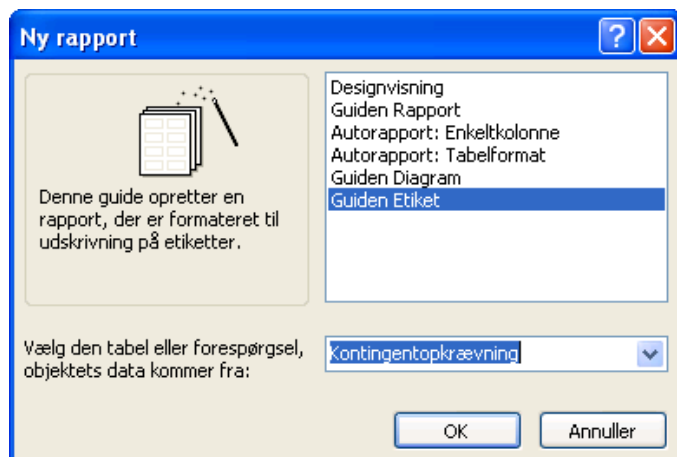 Ny rapport
Designvisning
Guiden Rapport
Autorapport: Enkeltkolonne
Autorapport: Tabelformat
Guiden Diagram
Guiden Etiket
Denne guide opretter en
rapport, der er formateret til
udskrivning på etiketter.
Vælg den tabel eller forespørgsel,
objektets data kommer fra:
Kontingentopkrævning
OK
Annuller